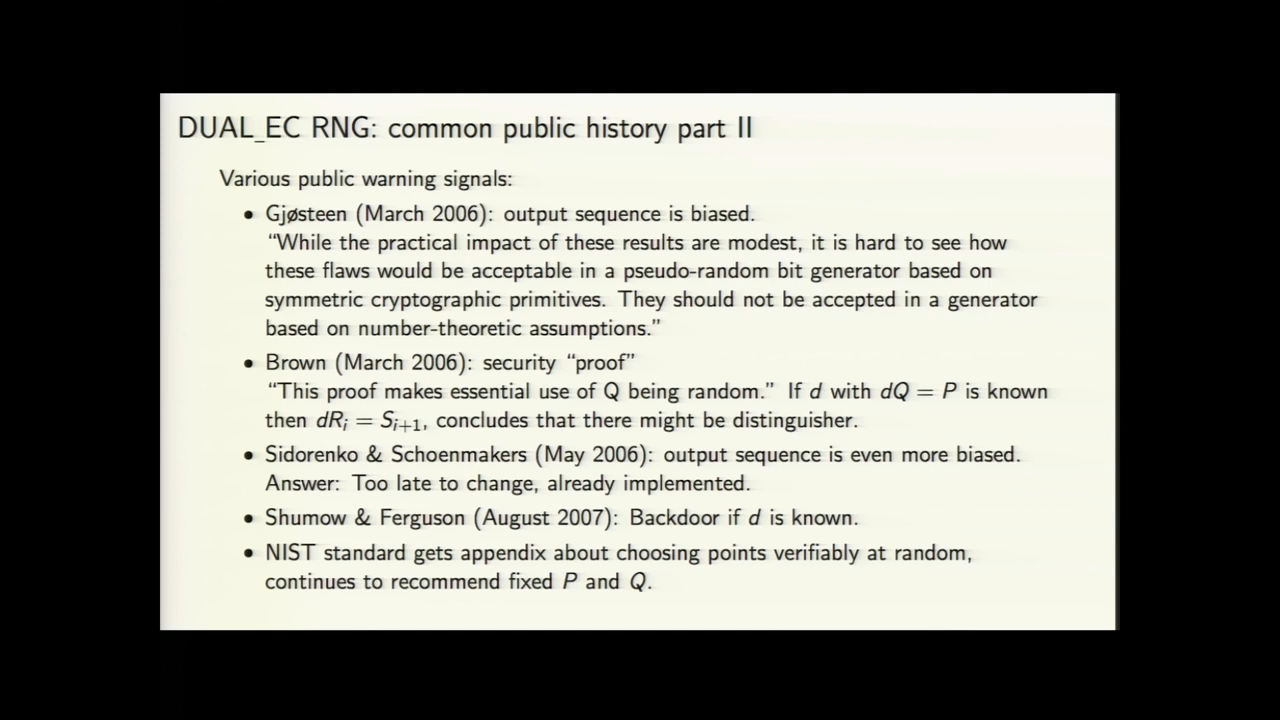 DUAL_EC RNG: common public history part II
Various public warning signals:
• Gjøsteen (March 2006): output sequence is biased.
“While the practical impact of these results are modest, it is hard to see how
these flaws would be acceptable in a pseudo-random bit generator based on
symmetric cryptographic primitives. They should not be accepted in a generator
based on number-theoretic assumptions.”
• Brown (March 2006): security “proof”
“This proof makes essential use of Q being random.” If d with dQ = P is known
then dRᵢ = Sᵢ₊₁, concludes that there might be distinguisher.
• Sidorenko & Schoenmakers (May 2006): output sequence is even more biased.
Answer: Too late to change, already implemented.
• Shumow & Ferguson (August 2007): Backdoor if d is known.
• NIST standard gets appendix about choosing points verifiably at random,
continues to recommend fixed P and Q.